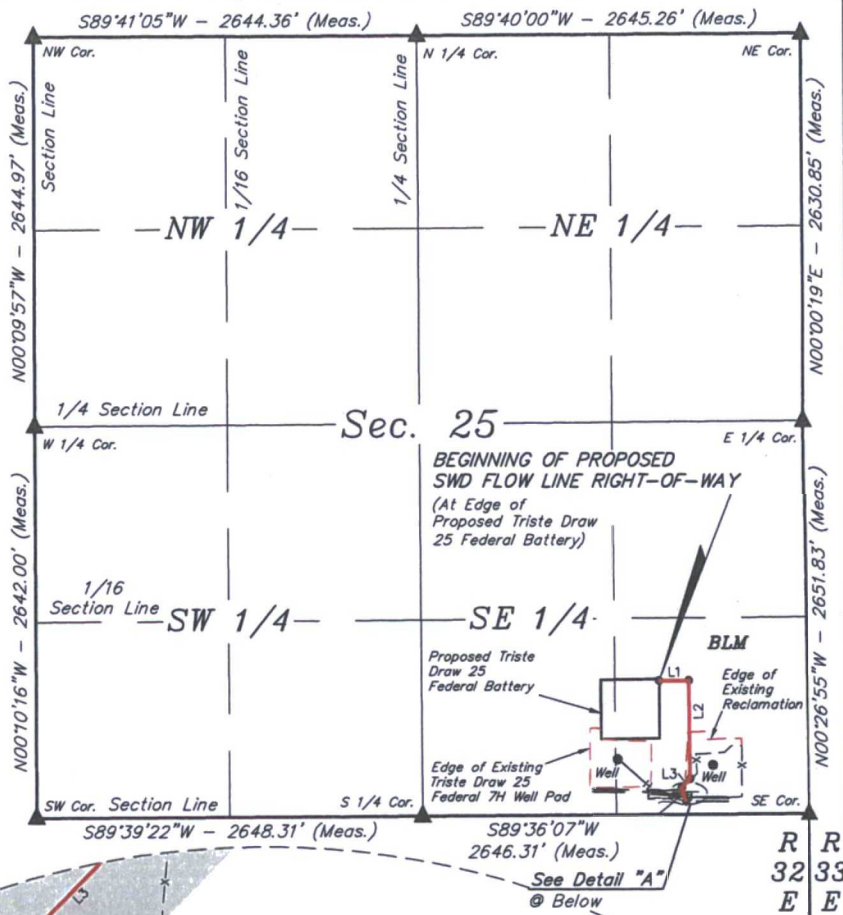 S89°41'05"W - 2644.36' (Meas.)
S89°40'00"W - 2645.26' (Meas.)
NW Cor.
N 1/4 Cor.
NE Cor.
N00°09'57"W - 2644.97' (Meas.)
Section Line
1/16 Section Line
1/4 Section Line
N00°00'19"E - 2630.85' (Meas.)
NW 1/4
NE 1/4
1/4 Section Line
Sec. 25
W 1/4 Cor.
E 1/4 Cor.
BEGINNING OF PROPOSED
SWD FLOW LINE RIGHT-OF-WAY
(At Edge of
Proposed Triste Draw
25 Federal Battery)
N00°10'16"W - 2642.00' (Meas.)
N00°26'55"W - 2651.83' (Meas.)
1/16
Section Line
SW 1/4
SE 1/4
BLM
Proposed Triste
Draw 25
Federal Battery
L1
L2
Edge of
Existing
Reclamation
Edge of Existing
Triste Draw 25
Federal 7H Well Pad
Well
L3
Well
SW Cor.
Section Line
S 1/4 Cor.
SE Cor.
S89°39'22"W - 2648.31' (Meas.)
S89°36'07"W
2646.31' (Meas.)
See Detail "A"
@ Below
R R
32 33
E E
L3